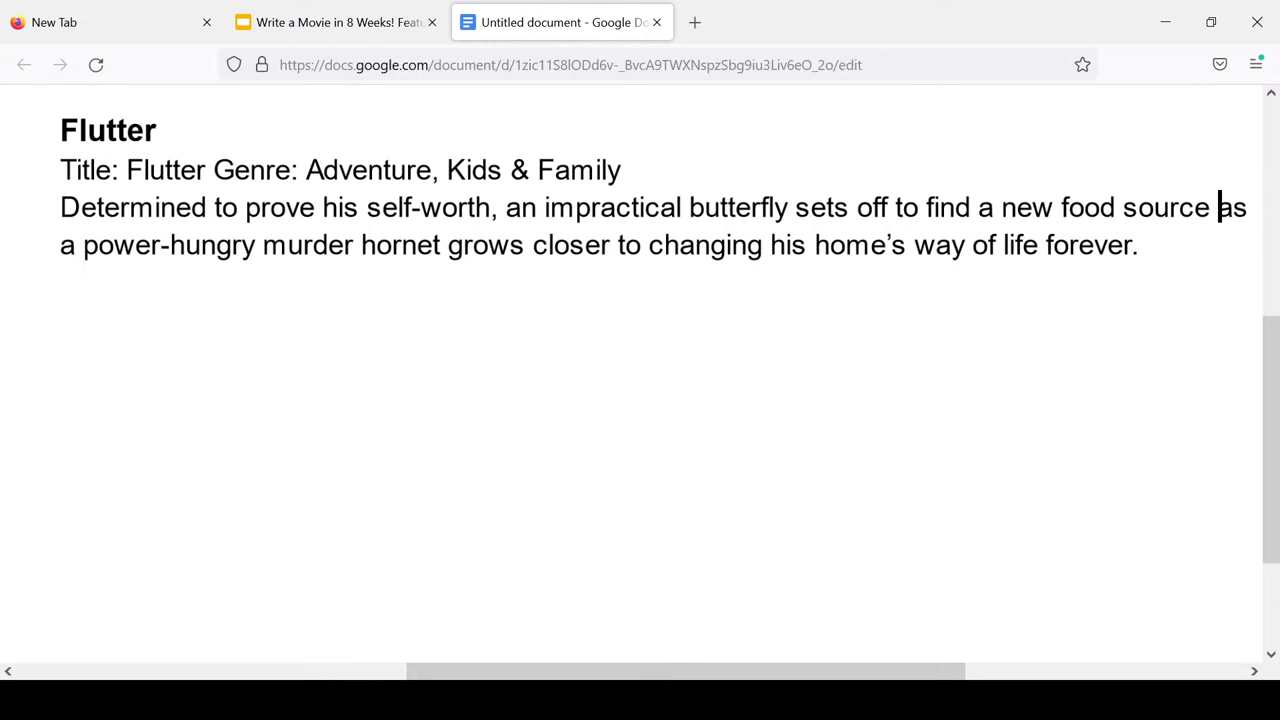 New Tab
Write a Movie in 8 Weeks! Featu
Untitled document - Google Do
https://docs.google.com/document/d/1zic11S8lODd6v-_BvcA9TWXNspzSbg9iu3Liv6eO_2o/edit
Flutter
Title: Flutter Genre: Adventure, Kids & Family
Determined to prove his self-worth, an impractical butterfly sets off to find a new food source as
a power-hungry murder hornet grows closer to changing his home’s way of life forever.